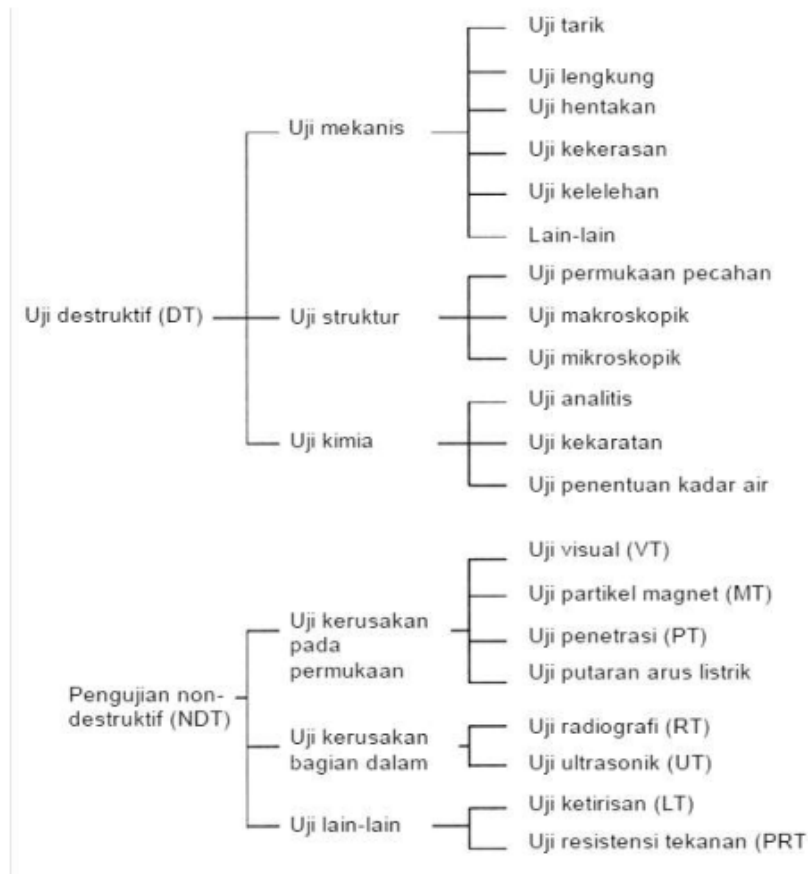 Uji destruktif (DT)
Uji mekanis
Uji tarik
Uji lengkung
Uji hentakan
Uji kekerasan
Uji kelelehan
Lain-lain
Uji struktur
Uji permukaan pecahan
Uji makroskopik
Uji mikroskopik
Uji kimia
Uji analitis
Uji kekaratan
Uji penentuan kadar air
Pengujian non-
destruktif (NDT)
Uji kerusakan
pada
permukaan
Uji visual (VT)
Uji partikel magnet (MT)
Uji penetrasi (PT)
Uji putaran arus listrik
Uji kerusakan
bagian dalam
Uji radiografi (RT)
Uji ultrasonik (UT)
Uji lain-lain
Uji ketirisan (LT)
Uji resistensi tekanan (PRT